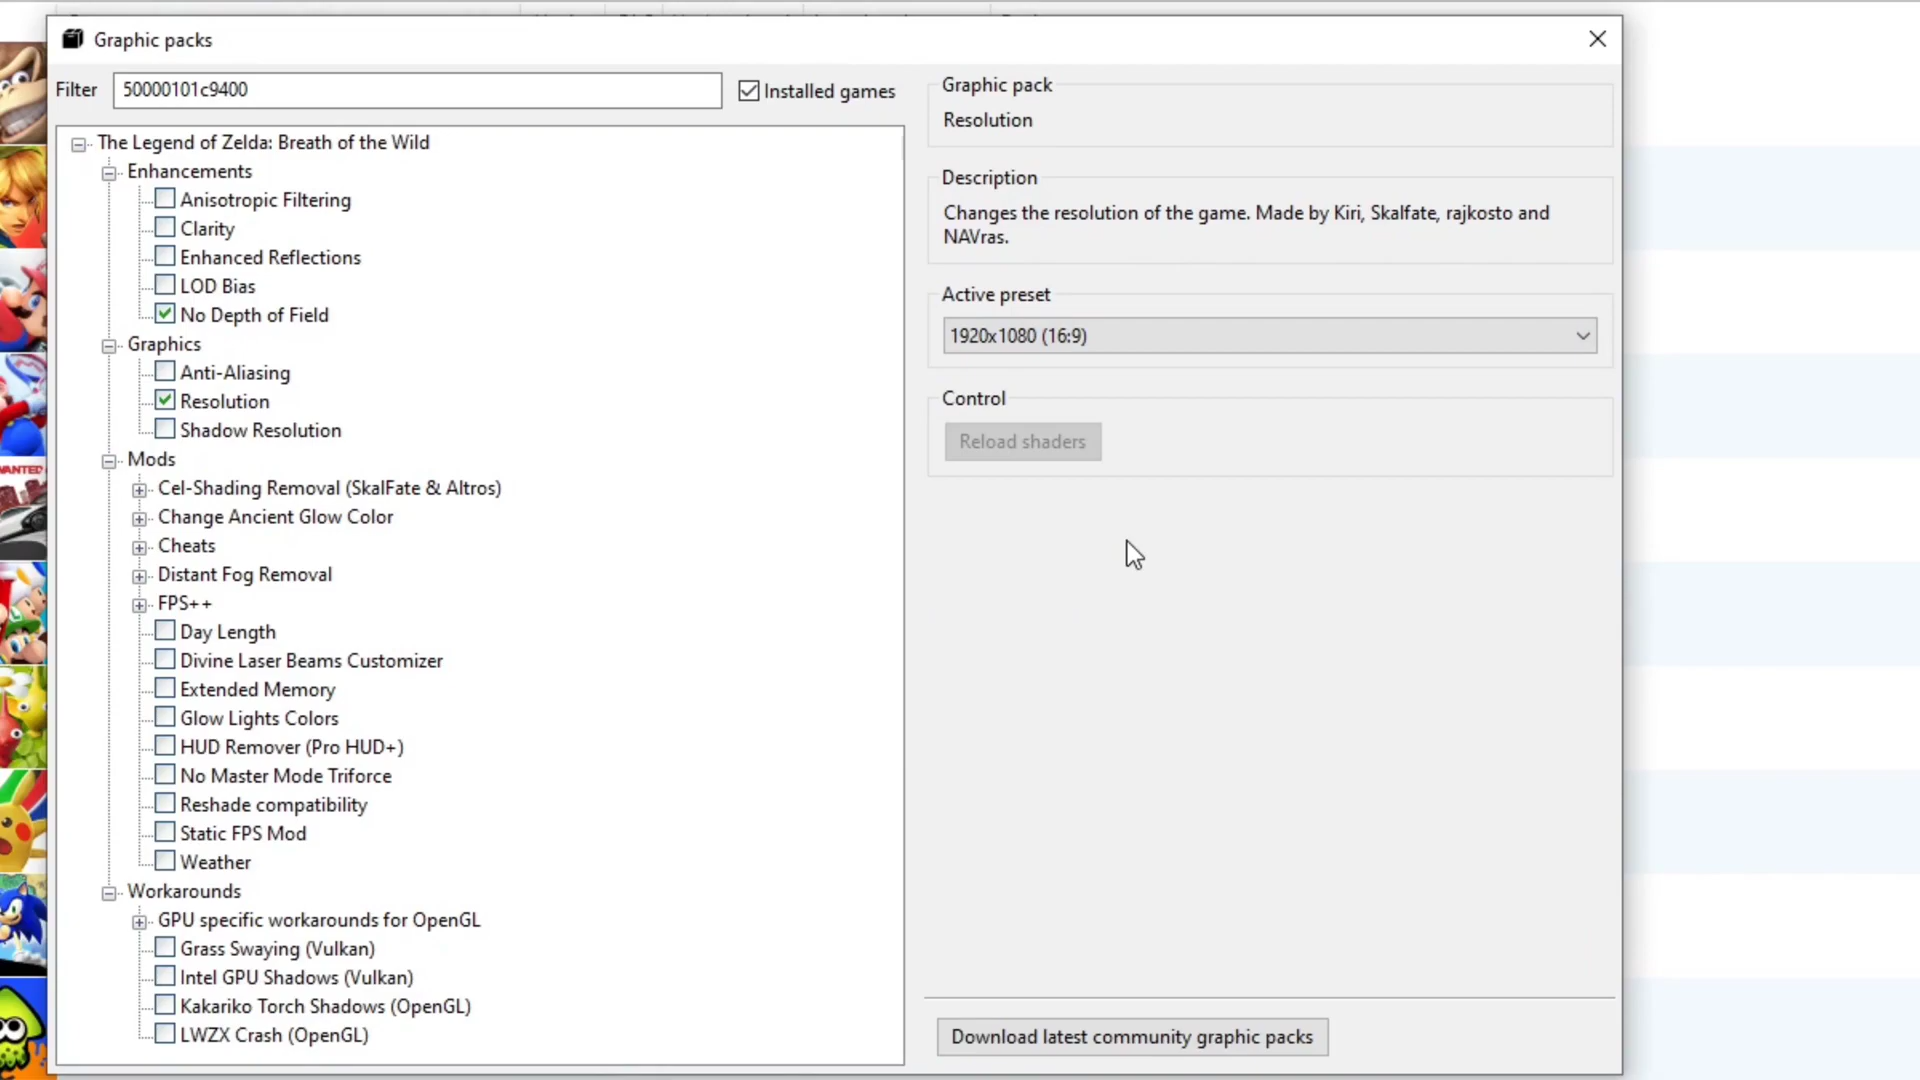 Graphic packs
Filter
50000101c9400
Installed games
The Legend of Zelda: Breath of the Wild
Enhancements
Anisotropic Filtering
Clarity
Enhanced Reflections
LOD Bias
No Depth of Field
Graphics
Anti-Aliasing
Resolution
Shadow Resolution
Mods
Cel-Shading Removal (SkalFate & Altros)
Change Ancient Glow Color
Cheats
Distant Fog Removal
FPS++
Day Length
Divine Laser Beams Customizer
Extended Memory
Glow Lights Colors
HUD Remover (Pro HUD+)
No Master Mode Triforce
Reshade compatibility
Static FPS Mod
Weather
Workarounds
GPU specific workarounds for OpenGL
Grass Swaying (Vulkan)
Intel GPU Shadows (Vulkan)
Kakariko Torch Shadows (OpenGL)
LWZX Crash (OpenGL)
Graphic pack
Resolution
Description
Changes the resolution of the game. Made by Kiri, Skalfate, rajkosto and
NAVras.
Active preset
1920x1080 (16:9)
Control
Reload shaders
Download latest community graphic packs
WANTED